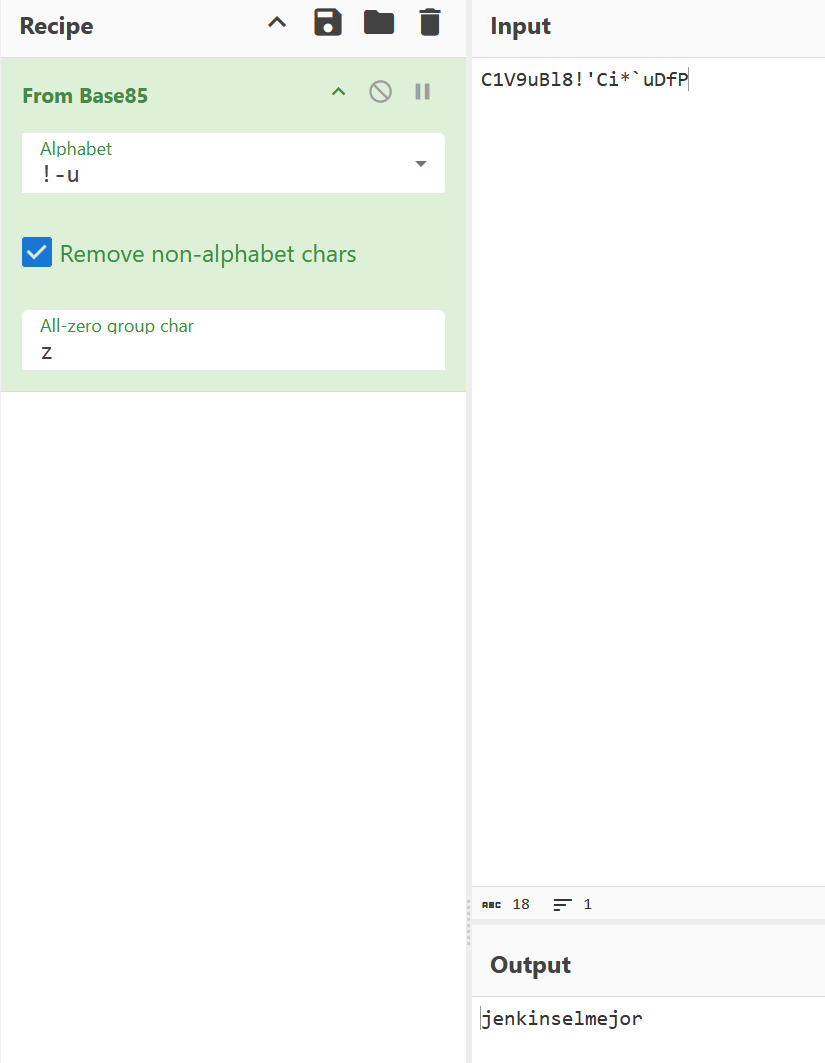 Recipe
From Base85
Alphabet
!-u
Remove non-alphabet chars
All-zero group char
z
Input
C1V9uBl8!'Ci*`uDfP
ABC 18 1
Output
jenkinselmejor